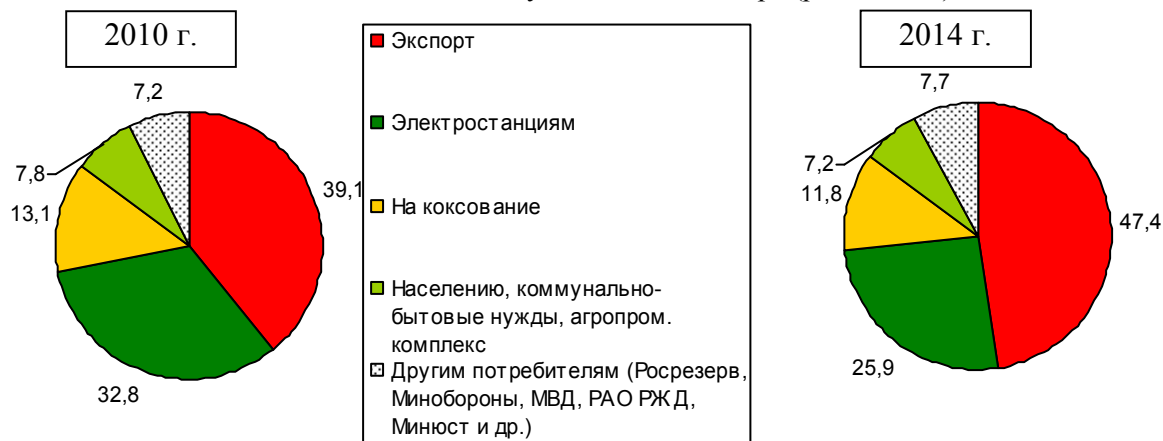 2010 г.
2014 г.
Экспорт
Электростанциям
На коксование
Населению, коммунально-
бытовые нужды, агропром.
комплекс
Другим потребителям (Росрезерв,
Минобороны, МВД, РАО РЖД,
Минюст и др.)
7,2
7,8
13,1
39,1
32,8
7,7
7,2
11,8
47,4
25,9